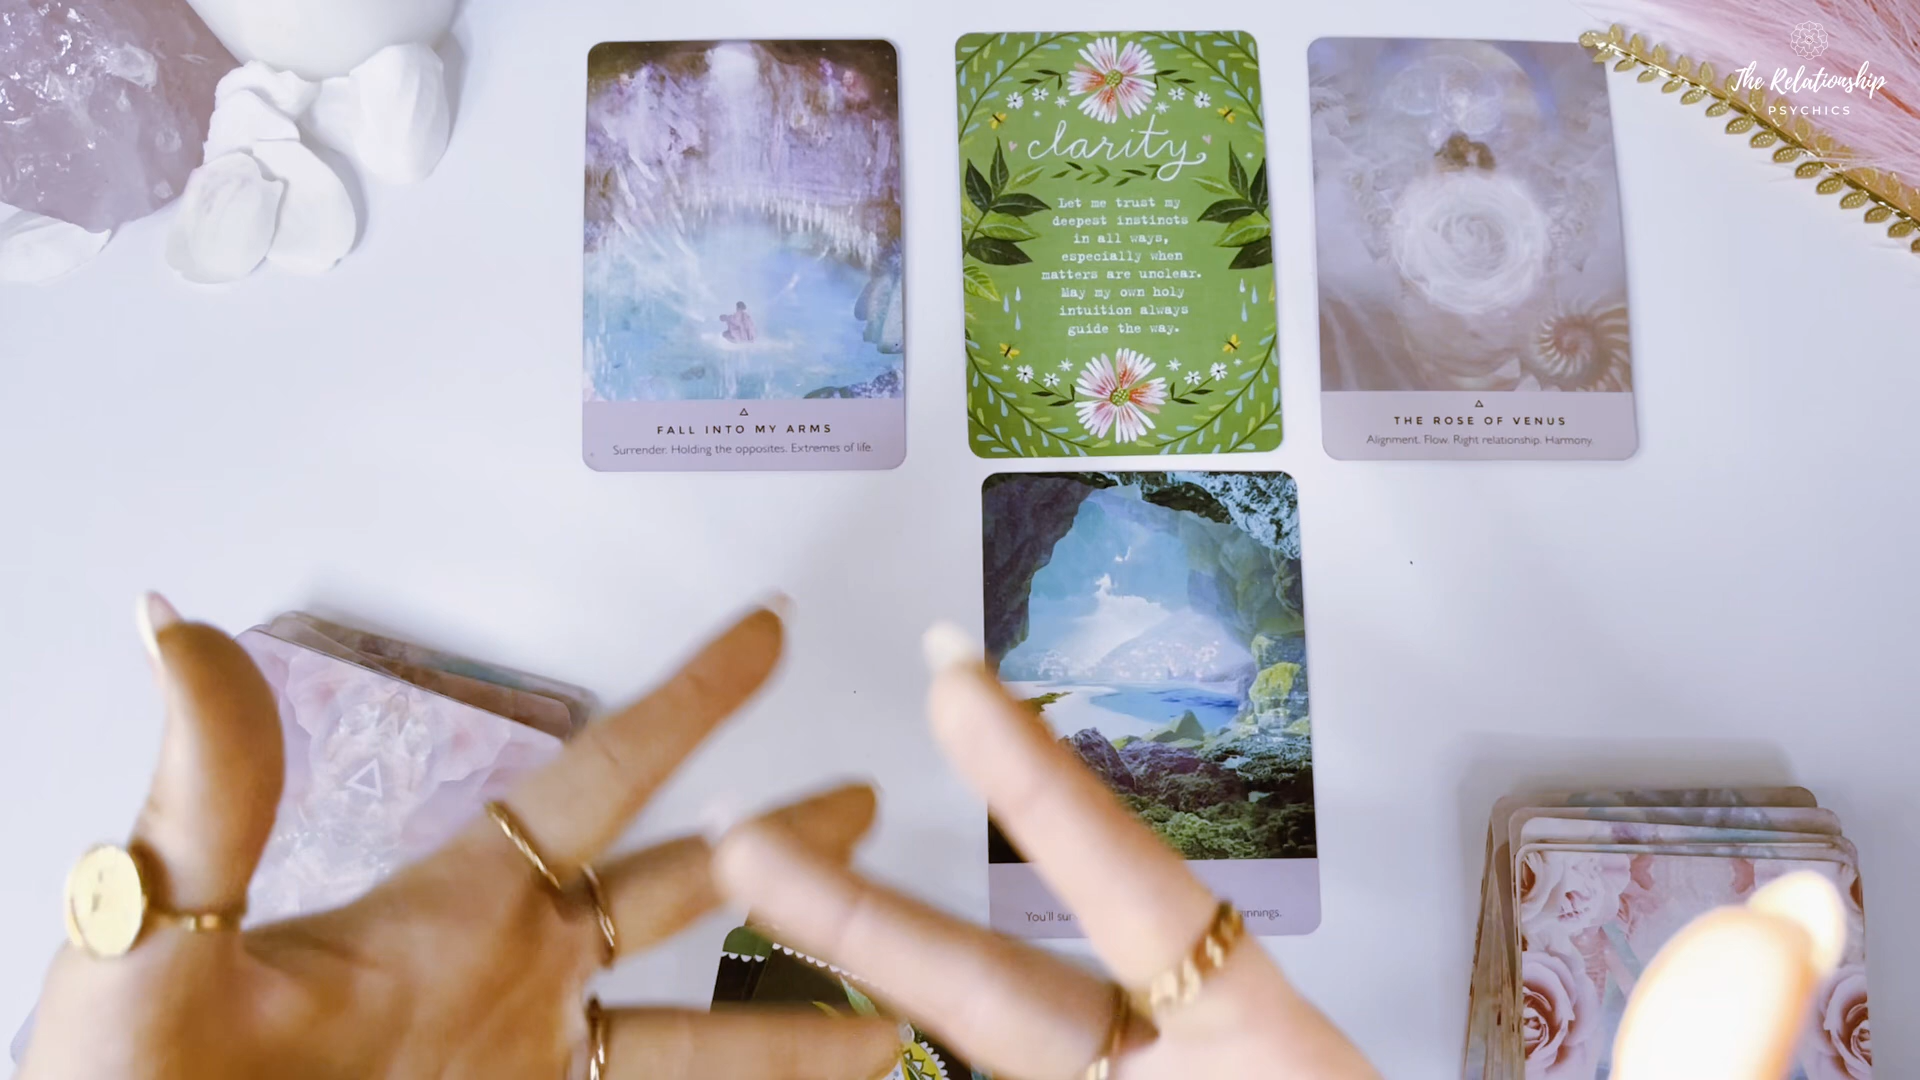 The Relationship
PSYCHICS
clarity
Let me trust my
deepest instincts
in all ways,
especially when
matters are unclear.
May my own holy
intuition always
guide the way.
FALL INTO MY ARMS
Surrender. Holding the opposites. Extremes of life.
THE ROSE OF VENUS
Alignment. Flow. Right relationship. Harmony.
You'll